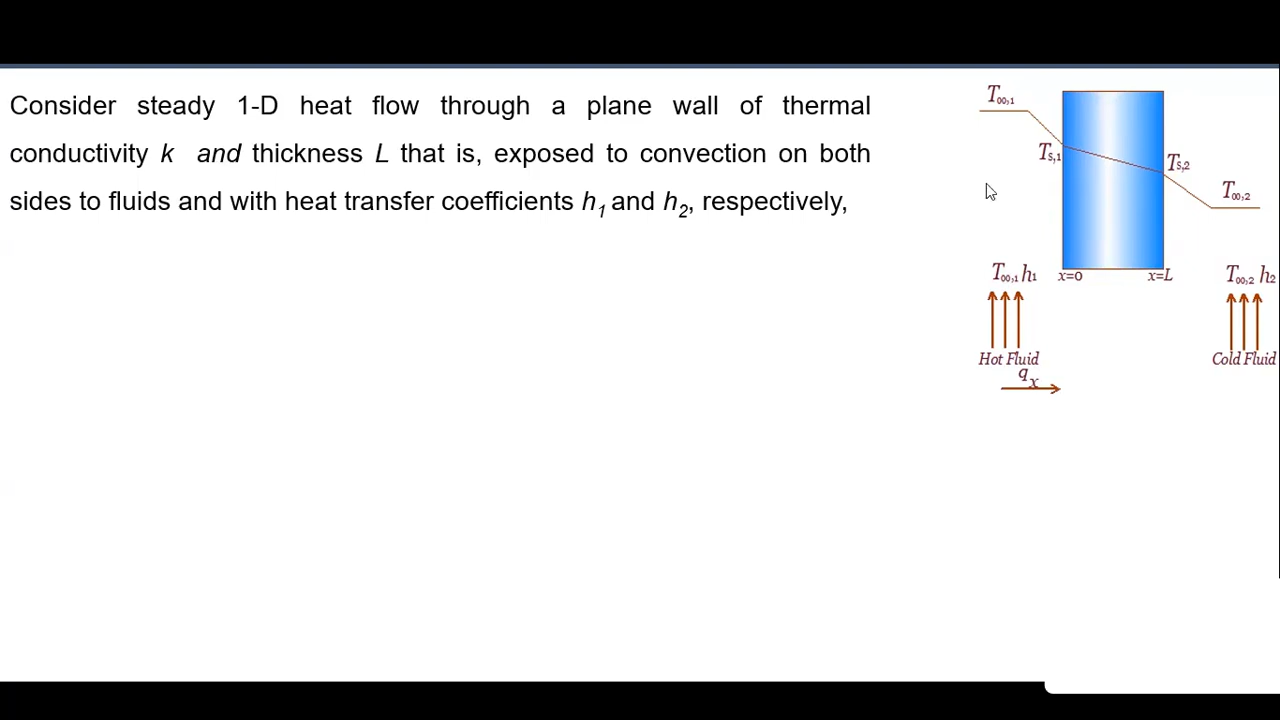 Consider steady 1-D heat flow through a plane wall of thermal
conductivity k and thickness L that is, exposed to convection on both
sides to fluids and with heat transfer coefficients h1 and h2, respectively,
T∞,1
Ts,1
Ts,2
T∞,2
x=0
x=L
T∞,1 h1
T∞,2 h2
Hot Fluid
Cold Fluid
qx